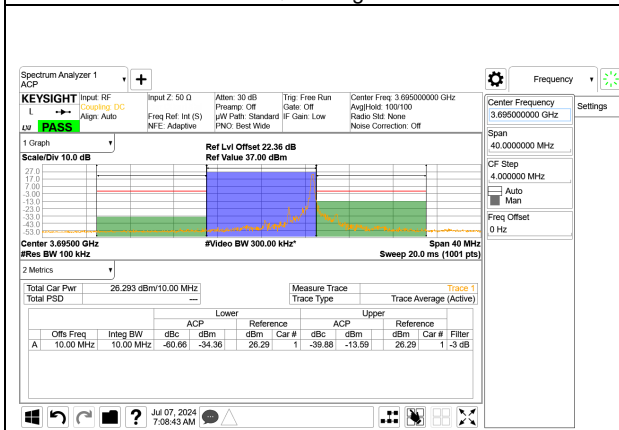 Spectrum Analyzer 1
ACP
Frequency
KEYSIGHT
Input: RF
Coupling: DC
Align: Auto
Input Z: 50 Ω
Freq Ref: Int (S)
NFE: Adaptive
Atten: 30 dB
Preamp: Off
µW Path: Standard
PNO: Best Wide
Trig: Free Run
Gate: Off
IF Gain: Low
Center Freq: 3.695000000 GHz
Avg|Hold: 100/100
Radio Std: None
Noise Correction: Off
L
PASS
Center Frequency
3.695000000 GHz
Settings
Span
40.0000000 MHz
CF Step
4.000000 MHz
Auto
Man
Freq Offset
0 Hz
1 Graph
Scale/Div 10.0 dB
Ref Lvl Offset 22.36 dB
Ref Value 37.00 dBm
27.0
17.0
7.00
-3.00
-13.0
-23.0
-33.0
-43.0
-53.0
Center 3.69500 GHz
#Video BW 300.00 kHz*
Span 40 MHz
#Res BW 100 kHz
Sweep 20.0 ms (1001 pts)
2 Metrics
Total Car Pwr 26.293 dBm/10.00 MHz
Total PSD ---
Measure Trace Trace 1
Trace Type Trace Average (Active)
Lower Upper
ACP Reference ACP Reference
Offs Freq Integ BW dBc dBm dBm Car # dBc dBm dBm Car # Filter
A 10.00 MHz 10.00 MHz -60.66 -34.36 26.29 1 -39.88 -13.59 26.29 1 -3 dB
Jul 07, 2024
7:08:43 AM